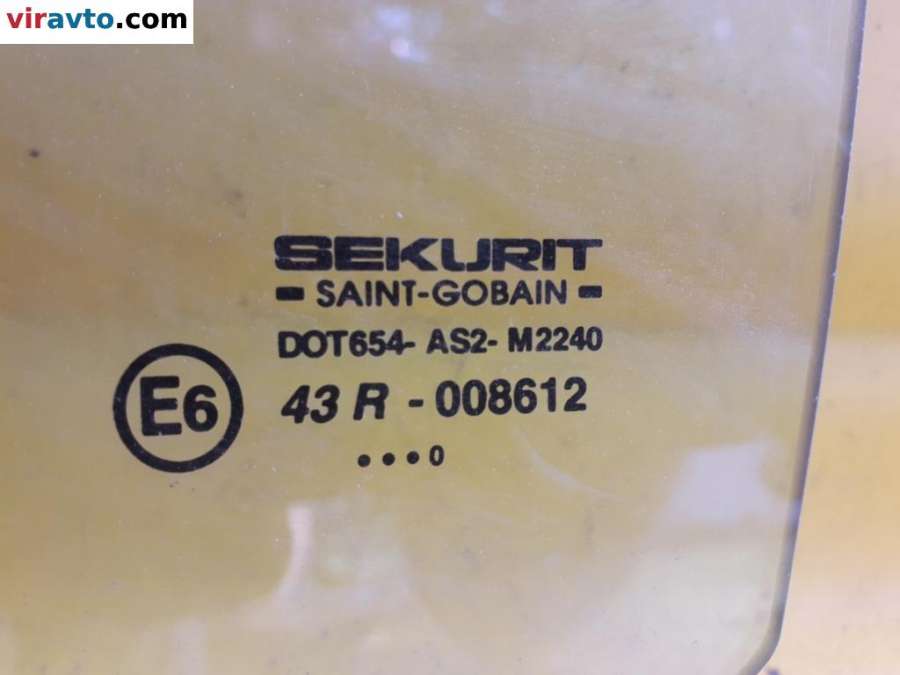 viravto.com
SEKURIT
- SAINT-GOBAIN -
DOT654- AS2- M2240
E6
43 R - 008612
•••0